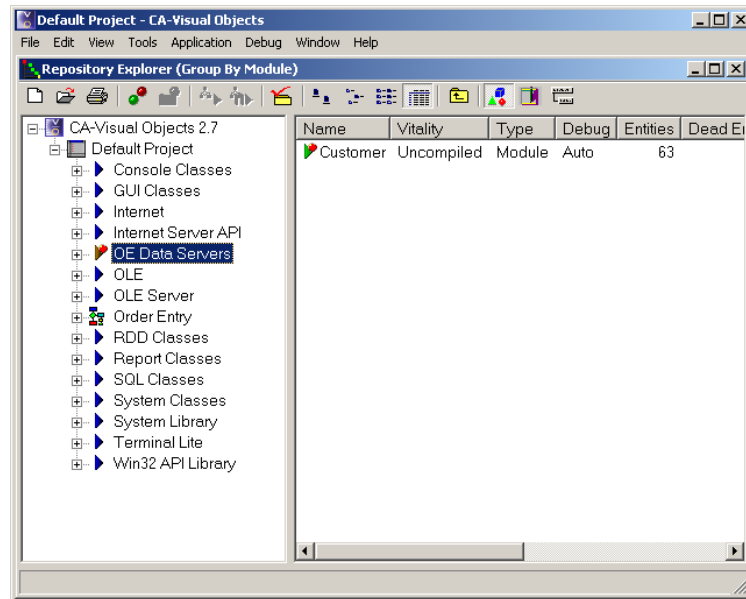 Default Project - CA-Visual Objects
File Edit View Tools Application Debug Window Help
Repository Explorer (Group By Module)
CA-Visual Objects 2.7
Default Project
Console Classes
GUI Classes
Internet
Internet Server API
OE Data Servers
OLE
OLE Server
Order Entry
RDD Classes
Report Classes
SQL Classes
System Classes
System Library
Terminal Lite
Win32 API Library
Name Vitality Type Debug Entities Dead
Customer Uncompiled Module Auto 63